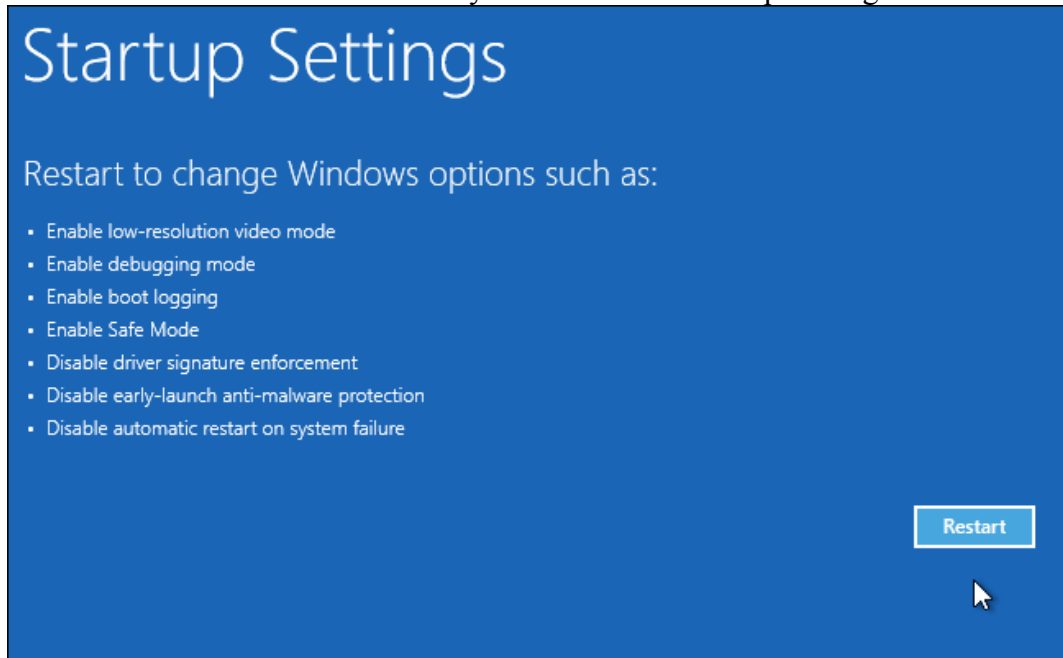 Startup Settings
Restart to change Windows options such as:
▪ Enable low-resolution video mode
▪ Enable debugging mode
▪ Enable boot logging
▪ Enable Safe Mode
▪ Disable driver signature enforcement
▪ Disable early-launch anti-malware protection
▪ Disable automatic restart on system failure
Restart